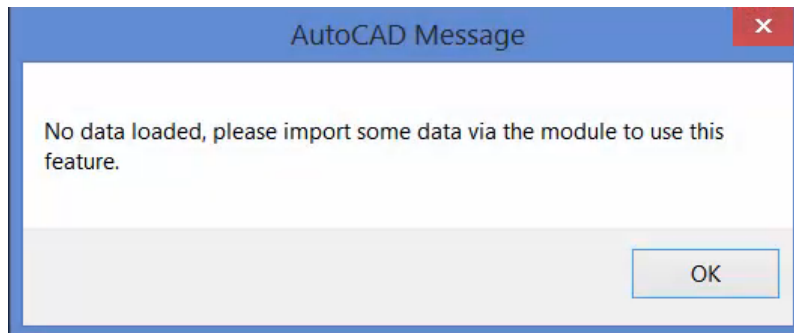 AutoCAD Message
No data loaded, please import some data via the module to use this
feature.
OK